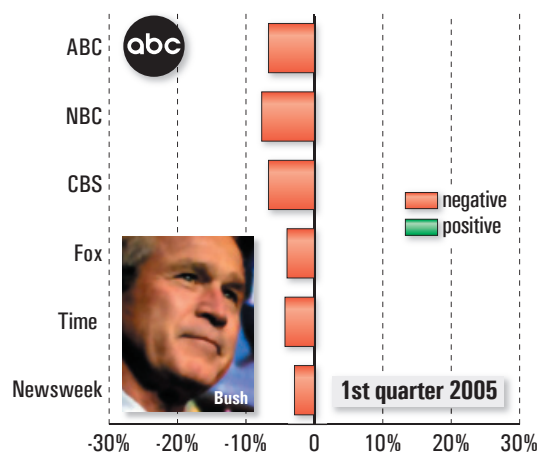 ABC
abc
NBC
CBS
negative
positive
Fox
Time
Bush
Newsweek
1st quarter 2005
-30% -20% -10% 0 10% 20% 30%